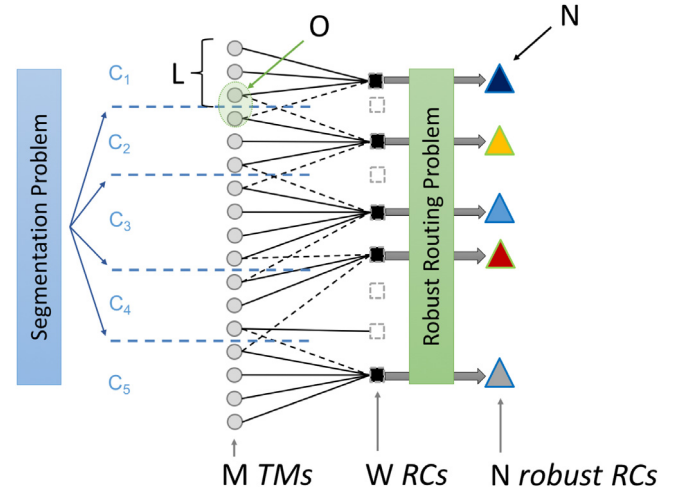 O
N
L
C1
C2
C3
C4
C5
Segmentation Problem
Robust Routing Problem
M TMs
W RCs
N robust RCs